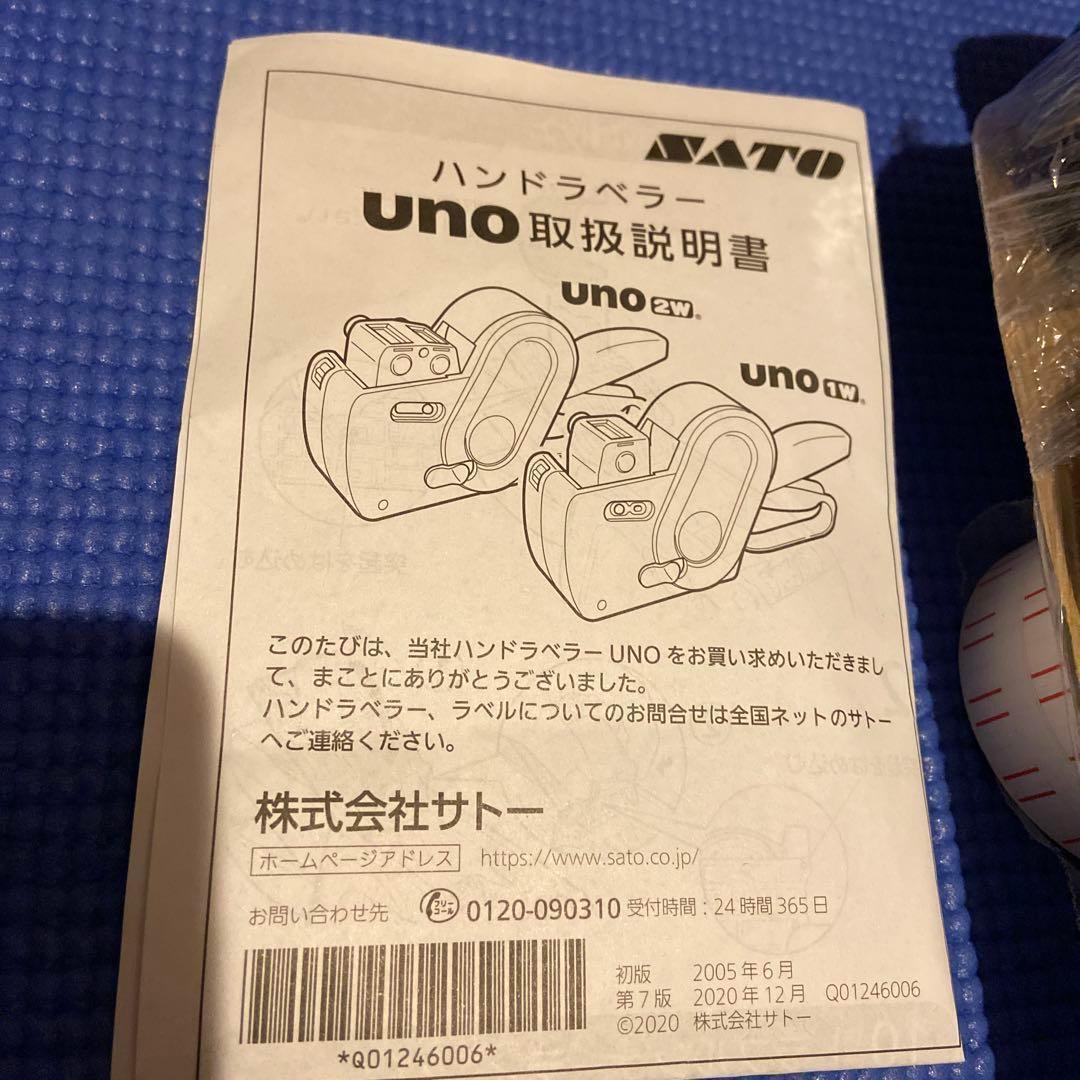 SATO
ハンドラベラー
uno 取扱説明書
uno 2W®
uno 1W®
このたびは、当社ハンドラベラー UNO をお買い求めいただきまし
て、まことにありがとうございました。
ハンドラベラー、ラベルについてのお問合せは全国ネットのサトー
へご連絡ください。
株式会社サトー
ホームページアドレス https://www.sato.co.jp/
お問い合わせ先 フリーコール 0120-090310 受付時間 : 24 時間 365 日
初版 2005 年 6 月
第 7 版 2020 年 12 月 Q01246006
©2020 株式会社サトー
*Q01246006*